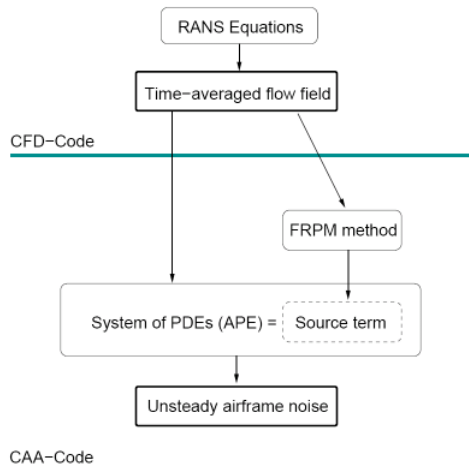 RANS Equations
Time-averaged flow field
CFD-Code
FRPM method
System of PDEs (APE) = Source term
Unsteady airframe noise
CAA-Code